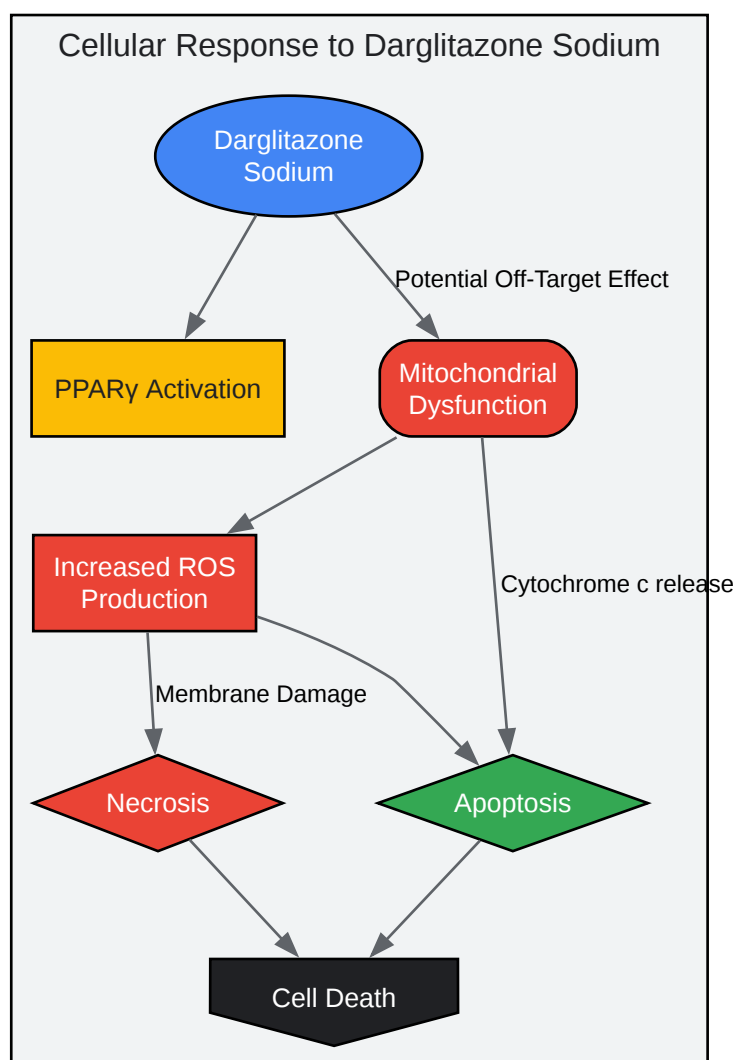 Cellular Response to Darglitazone Sodium
Darglitazone
Sodium
Potential Off-Target Effect
PPARγ Activation
Mitochondrial
Dysfunction
Increased ROS
Production
Cytochrome c release
Membrane Damage
Necrosis
Apoptosis
Cell Death